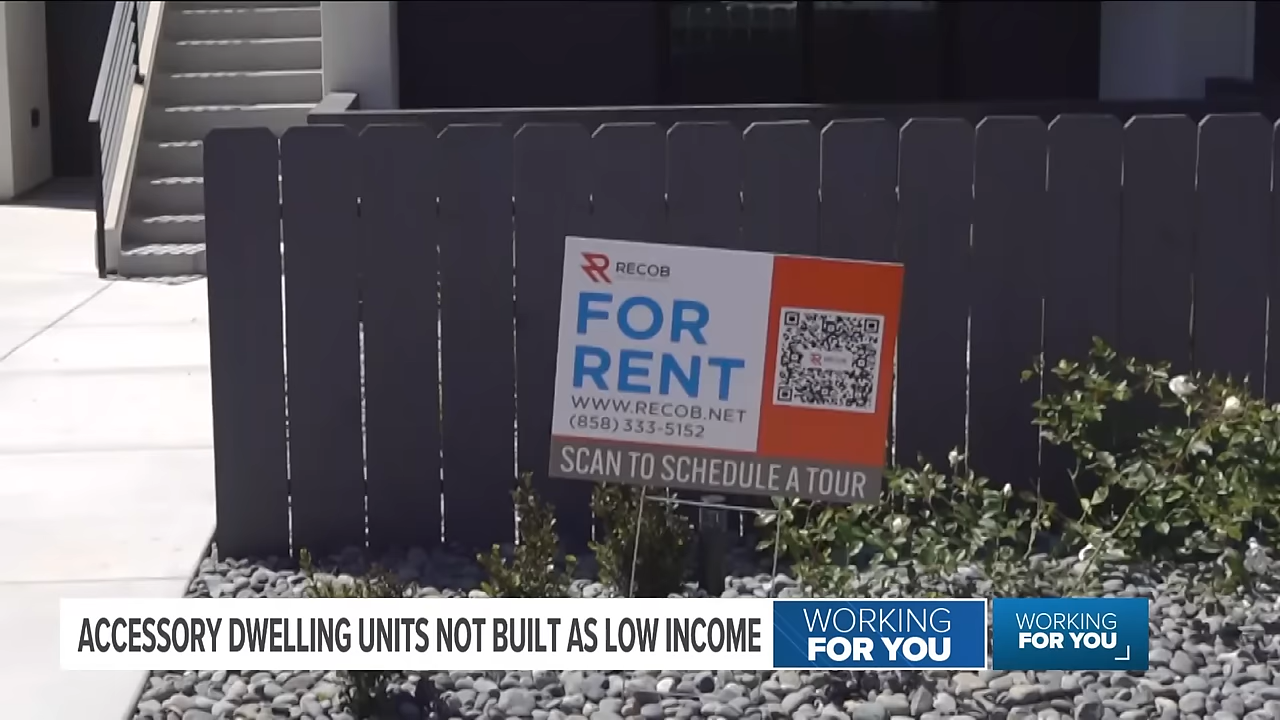 RECOB
FOR
RENT
WWW.RECOB.NET
(858) 333-5152
SCAN TO SCHEDULE A TOUR
ACCESSORY DWELLING UNITS NOT BUILT AS LOW INCOME
WORKING
FOR YOU
WORKING
FOR YOU